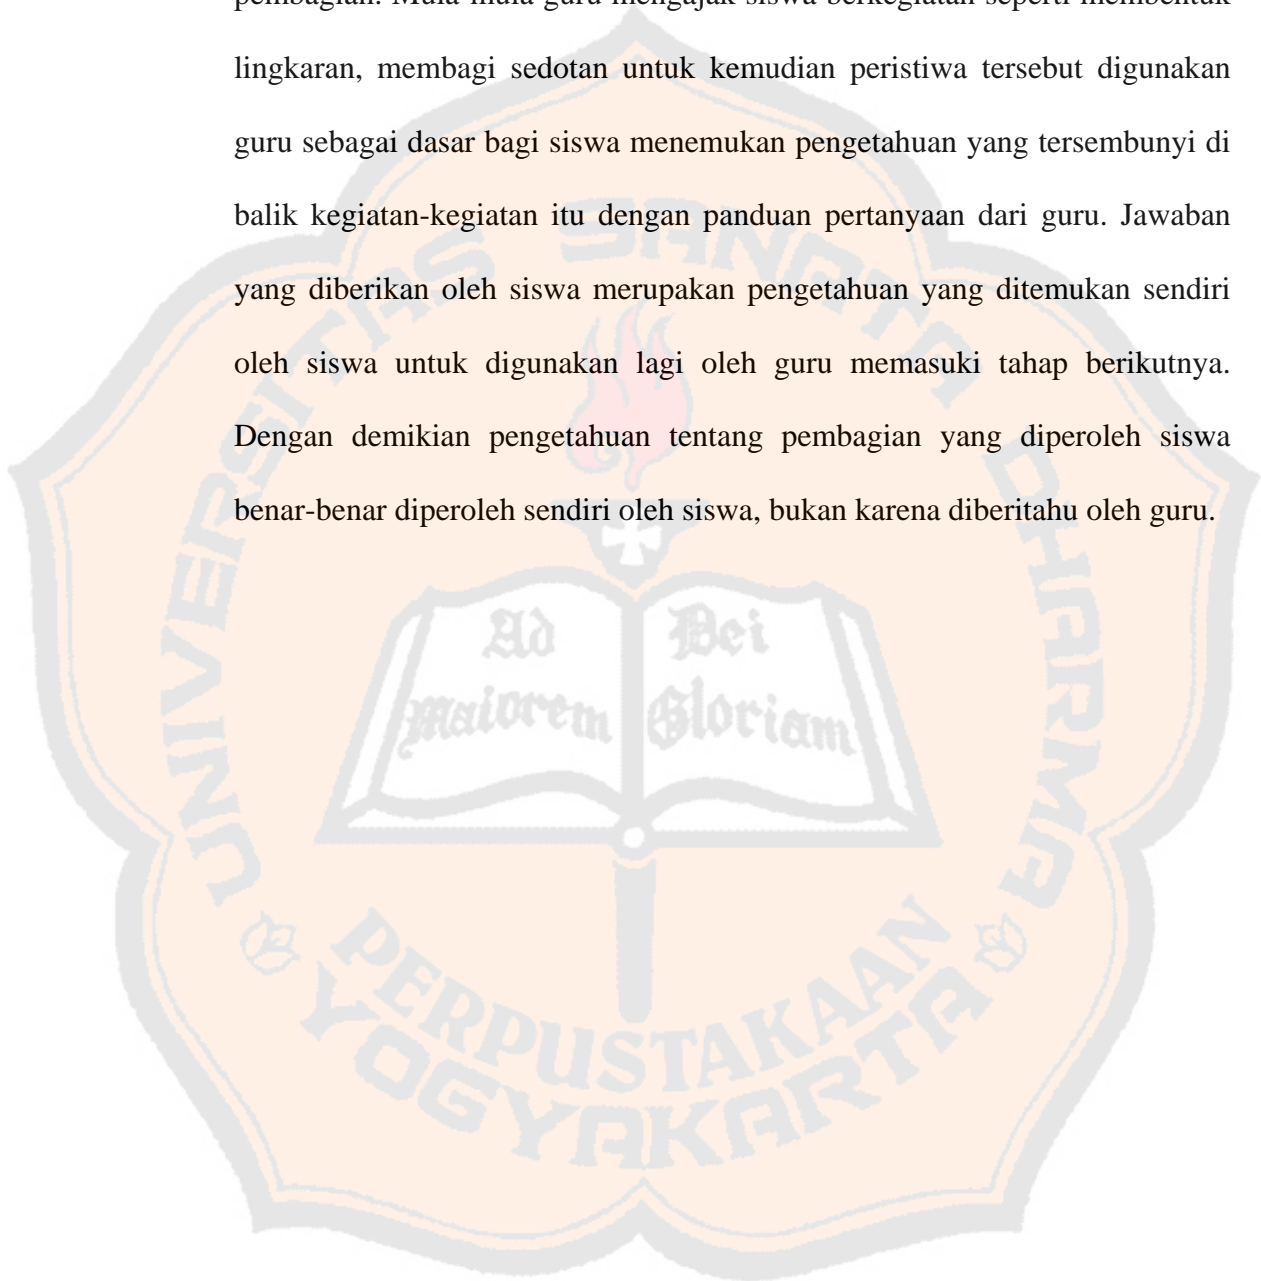 pembagian. Mula-mula guru mengajak siswa berkegiatan seperti membentuk
lingkaran, membagi sedotan untuk kemudian peristiwa tersebut digunakan
guru sebagai dasar bagi siswa menemukan pengetahuan yang tersembunyi di
balik kegiatan-kegiatan itu dengan panduan pertanyaan dari guru. Jawaban
yang diberikan oleh siswa merupakan pengetahuan yang ditemukan sendiri
oleh siswa untuk digunakan lagi oleh guru memasuki tahap berikutnya.
Dengan demikian pengetahuan tentang pembagian yang diperoleh siswa
benar-benar diperoleh sendiri oleh siswa, bukan karena diberitahu oleh guru.
UNIVERSITAS SANATA DHARMA
Ad Dei
Maiorem Gloriam
PERPUSTAKAAN
YOGYAKARTA